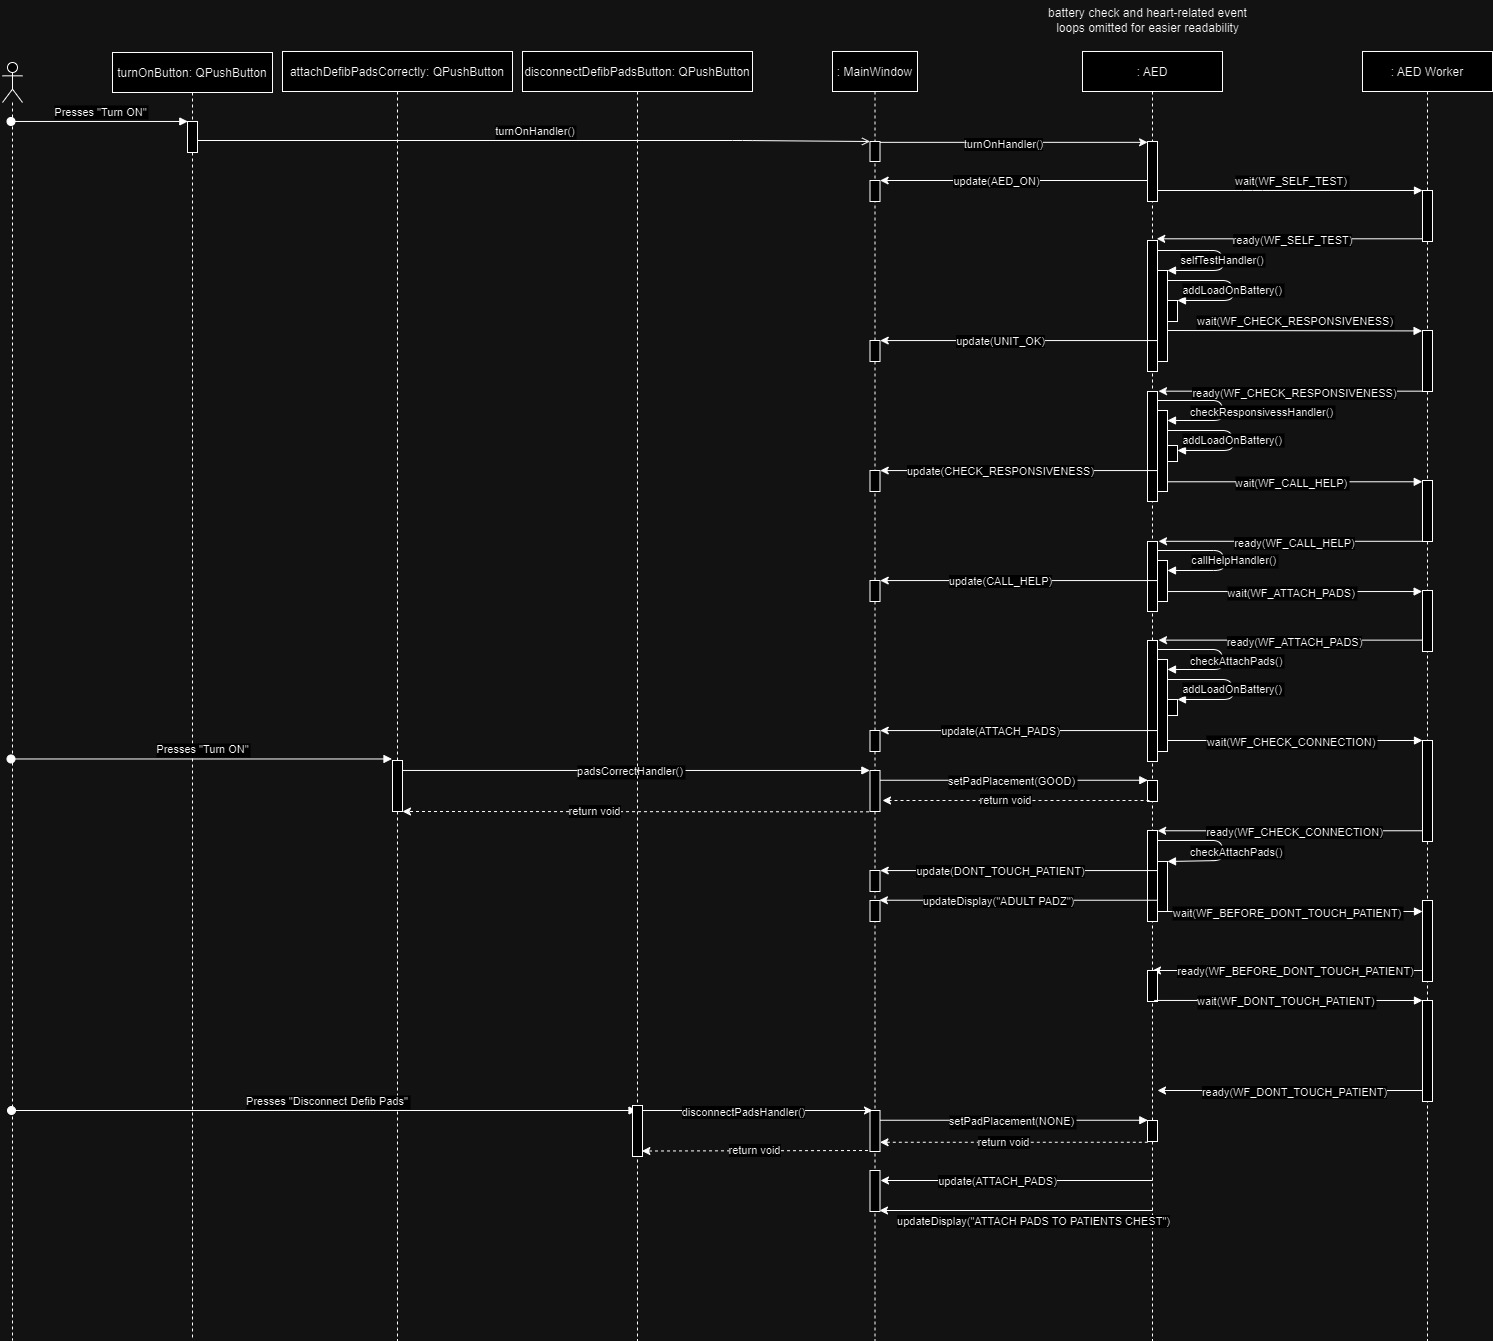 battery check and heart-related event
loops omitted for easier readability
turnOnButton: QPushButton
attachDefibPadsCorrectly: QPushButton
disconnectDefibPadsButton: QPushButton
: MainWindow
: AED
: AED Worker
Presses "Turn ON"
turnOnHandler()
turnOnHandler()
update(AED_ON)
wait(WF_SELF_TEST)
ready(WF_SELF_TEST)
selfTestHandler()
addLoadOnBattery()
wait(WF_CHECK_RESPONSIVENESS)
update(UNIT_OK)
ready(WF_CHECK_RESPONSIVENESS)
checkResponsivessHandler()
addLoadOnBattery()
update(CHECK_RESPONSIVENESS)
wait(WF_CALL_HELP)
ready(WF_CALL_HELP)
callHelpHandler()
update(CALL_HELP)
wait(WF_ATTACH_PADS)
ready(WF_ATTACH_PADS)
checkAttachPads()
addLoadOnBattery()
update(ATTACH_PADS)
wait(WF_CHECK_CONNECTION)
Presses "Turn ON"
padsCorrectHandler()
setPadPlacement(GOOD)
return void
return void
ready(WF_CHECK_CONNECTION)
checkAttachPads()
update(DONT_TOUCH_PATIENT)
updateDisplay("ADULT PADZ")
wait(WF_BEFORE_DONT_TOUCH_PATIENT)
ready(WF_BEFORE_DONT_TOUCH_PATIENT)
wait(WF_DONT_TOUCH_PATIENT)
ready(WF_DONT_TOUCH_PATIENT)
Presses "Disconnect Defib Pads"
disconnectPadsHandler()
setPadPlacement(NONE)
return void
return void
update(ATTACH_PADS)
updateDisplay("ATTACH PADS TO PATIENTS CHEST")